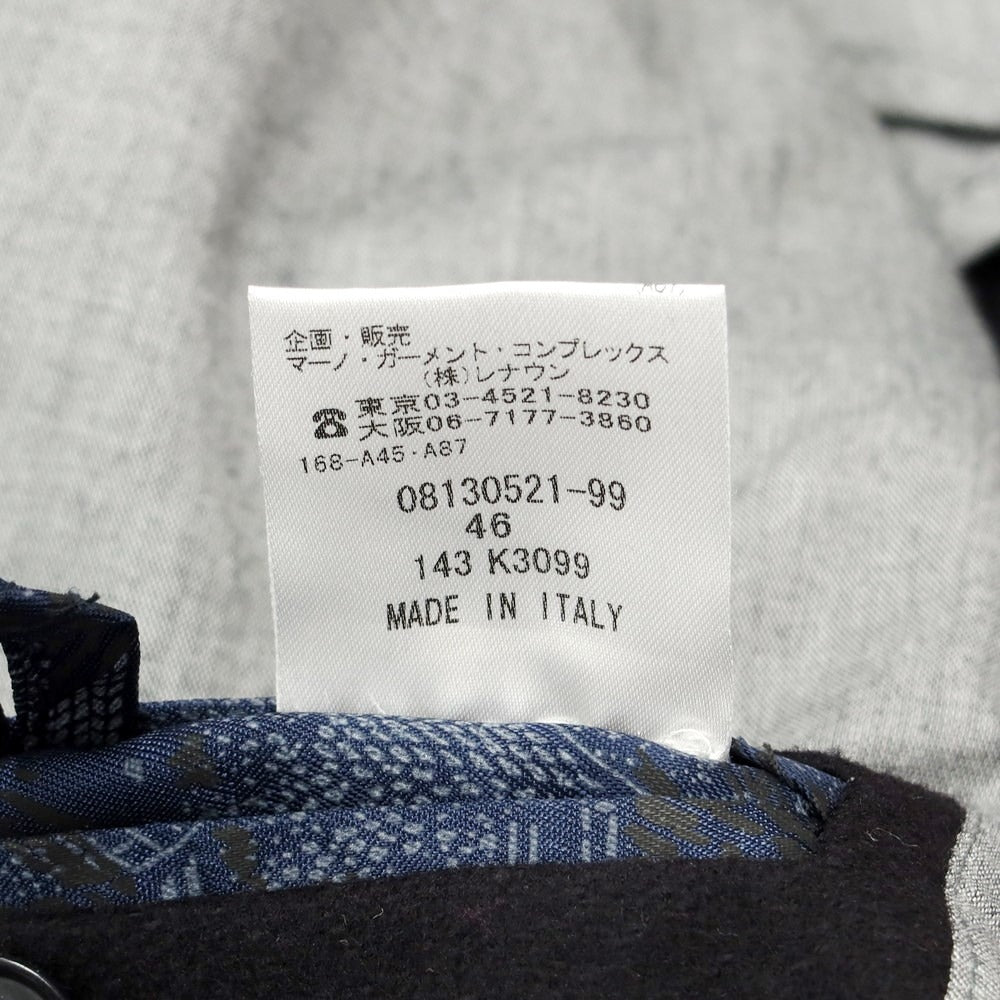 企画・販売
マーノ・ガーメント・コンプレックス
(株)レナウン
☎ 東京03-4521-8230
大阪06-7177-3860
168-A45・A87
08130521-99
46
143 K3099
MADE IN ITALY